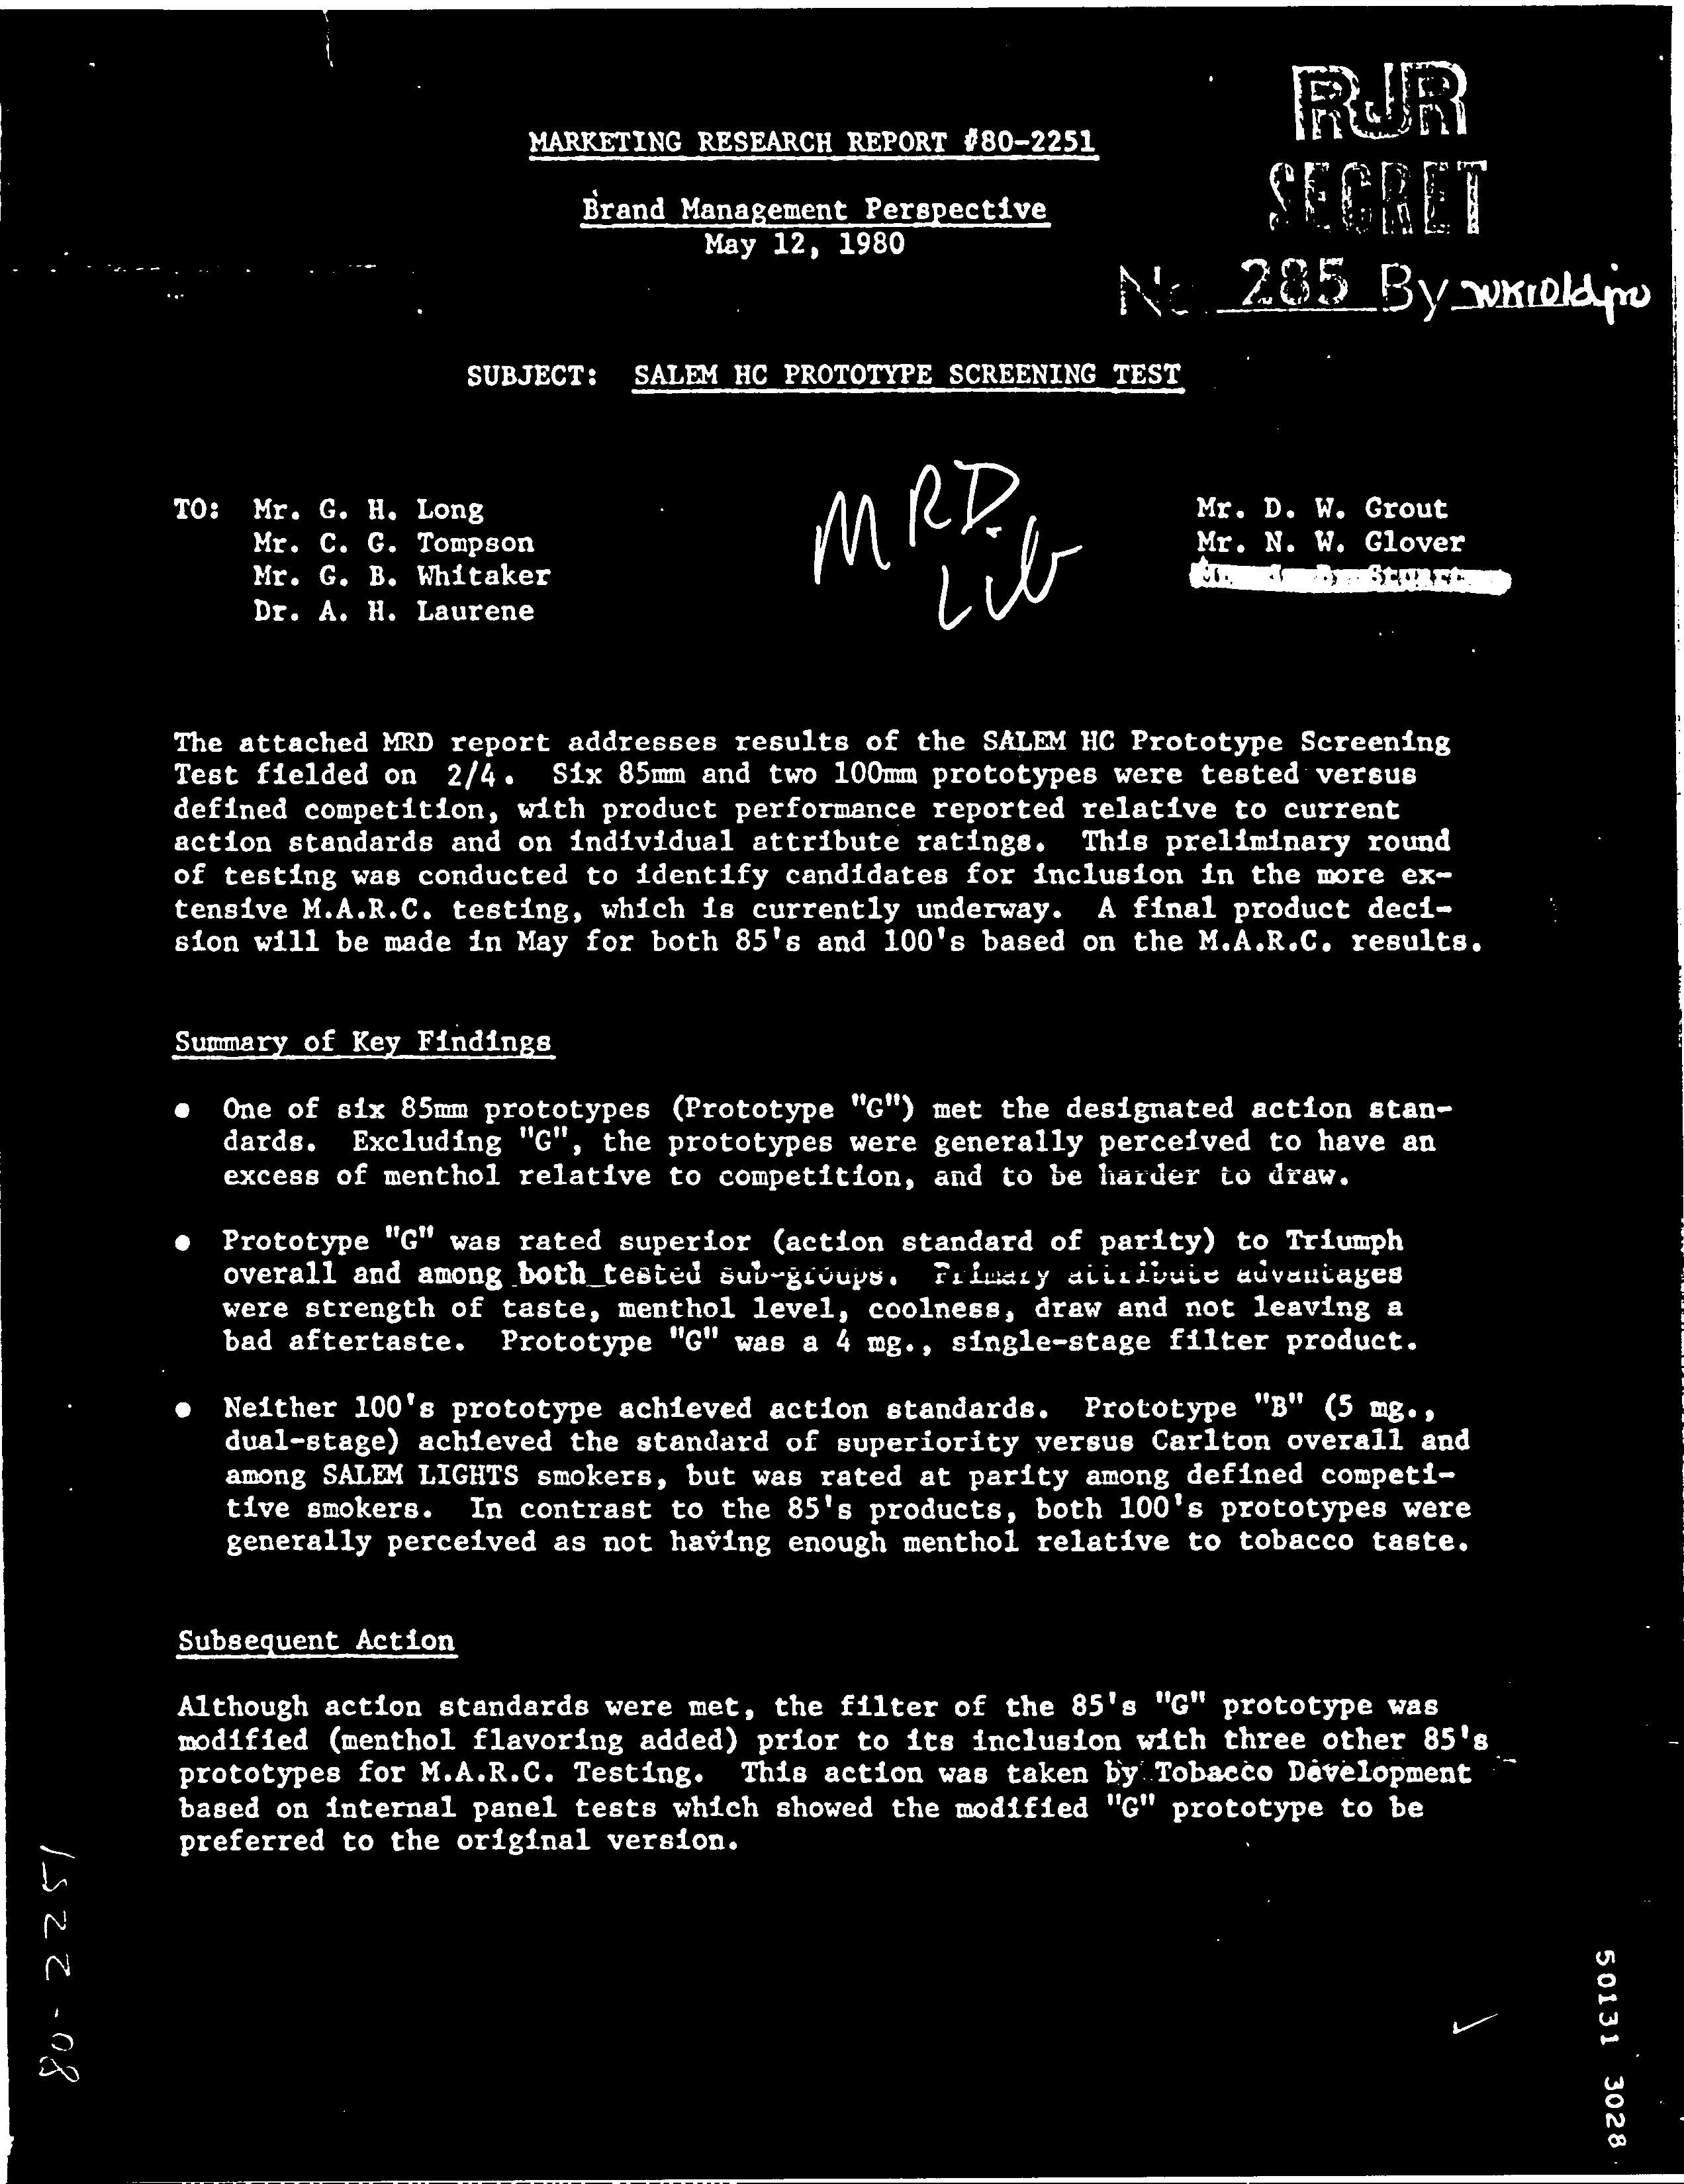 RJR
SECRET
MARKETING RESEARCH REPORT #80-2251
Brand Management Perspective
May 12, 1980
No. 285 By
SUBJECT: SALEM HC PROTOTYPE SCREENING TEST
MRD
Lib
TO: Mr. G. H. Long
Mr. C. G. Tompson
Mr. G. B. Whitaker
Dr. A. H. Laurene
Mr. D. W. Grout
Mr. N. W. Glover
Stuart
The attached MRD report addresses results of the SALEM HC Prototype Screening
Test fielded on 2/4. Six 85mm and two 100mm prototypes were tested versus
defined competition, with product performance reported relative to current
action standards and on individual attribute ratings. This preliminary round
of testing was conducted to identify candidates for inclusion in the more ex-
tensive M.A.R.C. testing, which is currently underway. A final product deci-
sion will be made in May for both 85's and 100's based on the M.A.R.C. results.
Summary of Key Findings
● One of six 85mm prototypes (Prototype "G") met the designated action stan-
dards. Excluding "G", the prototypes were generally perceived to have an
excess of menthol relative to competition, and to be harder to draw.
● Prototype "G" was rated superior (action standard of parity) to Triumph
overall and among both tested sub-groups. Primary attribute advantages
were strength of taste, menthol level, coolness, draw and not leaving a
bad aftertaste. Prototype "G" was a 4 mg., single-stage filter product.
● Neither 100's prototype achieved action standards. Prototype "B" (5 mg.,
dual-stage) achieved the standard of superiority versus Carlton overall and
among SALEM LIGHTS smokers, but was rated at parity among defined competi-
tive smokers. In contrast to the 85's products, both 100's prototypes were
generally perceived as not having enough menthol relative to tobacco taste.
Subsequent Action
Although action standards were met, the filter of the 85's "G" prototype was
modified (menthol flavoring added) prior to its inclusion with three other 85's
prototypes for M.A.R.C. Testing. This action was taken by Tobacco Development
based on internal panel tests which showed the modified "G" prototype to be
preferred to the original version.
80-2251
50131 3028